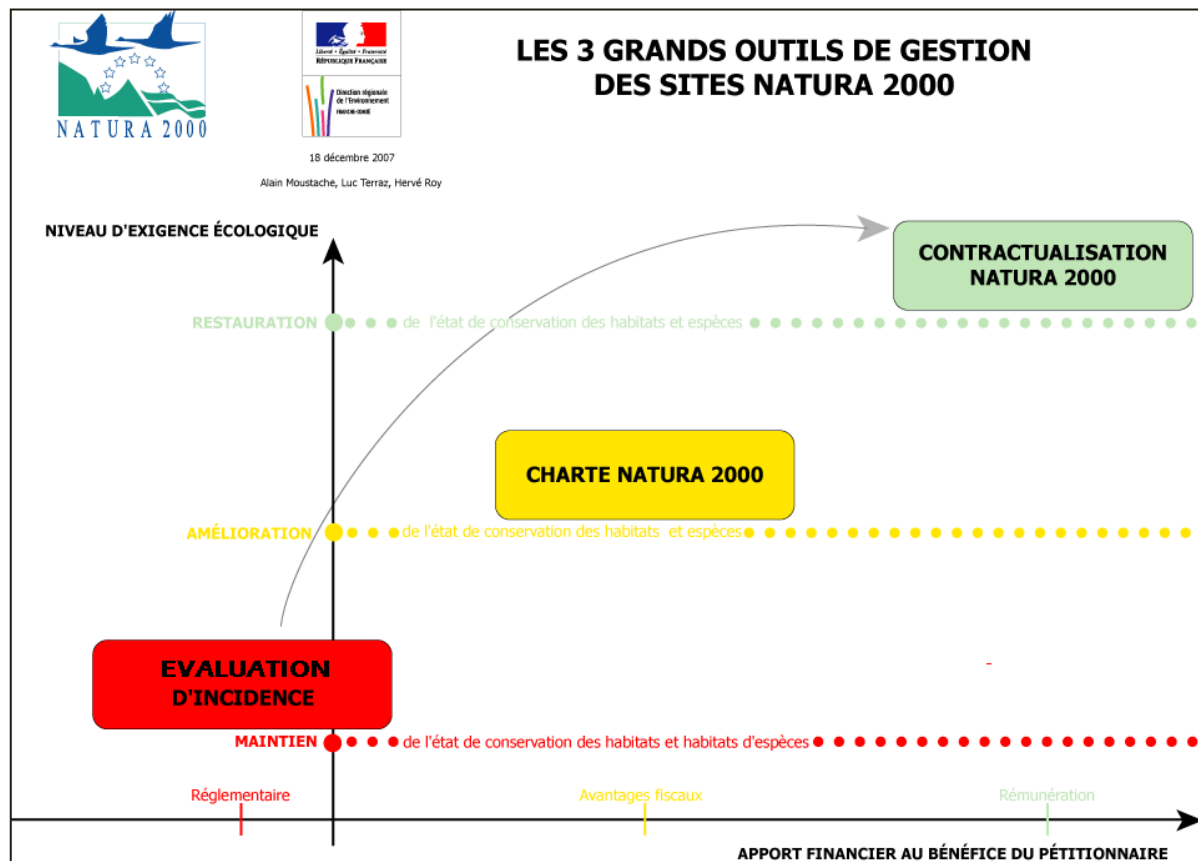 NATURA 2000
Liberté • Égalité • Fraternité
RÉPUBLIQUE FRANÇAISE
Direction régionale
de l'Environnement
FRANCHE-COMTÉ
18 décembre 2007
Alain Moustache, Luc Terraz, Hervé Roy
LES 3 GRANDS OUTILS DE GESTION
DES SITES NATURA 2000
NIVEAU D'EXIGENCE ÉCOLOGIQUE
CONTRACTUALISATION
NATURA 2000
RESTAURATION de l'état de conservation des habitats et espèces
CHARTE NATURA 2000
AMÉLIORATION de l'état de conservation des habitats et espèces
EVALUATION
D'INCIDENCE
MAINTIEN de l'état de conservation des habitats et habitats d'espèces
Réglementaire Avantages fiscaux Rémunération
APPORT FINANCIER AU BÉNÉFICE DU PÉTITIONNAIRE